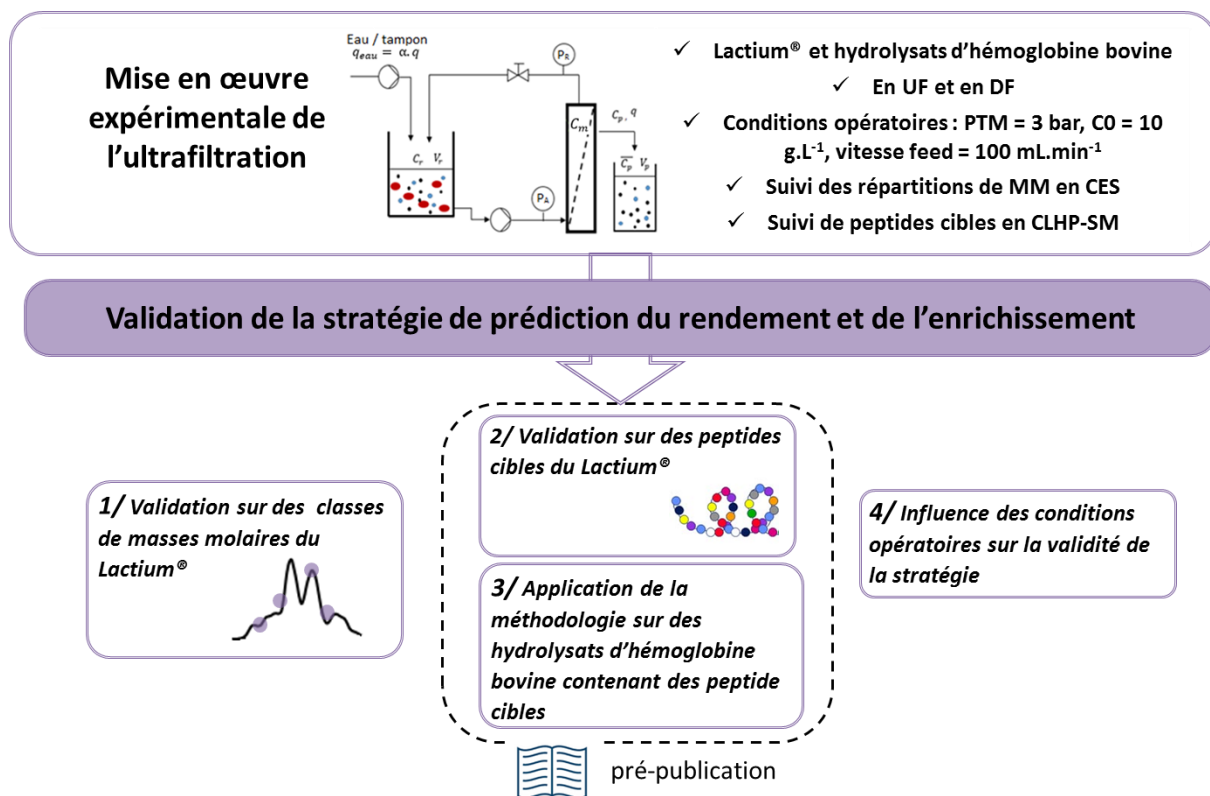 Mise en œuvre
expérimentale de
l'ultrafiltration
Eau / tampon
q_eau = α. q
P_R
C_m
C_p , q
C_r V_r
P_A
C̅_p V_p
✓ Lactium® et hydrolysats d'hémoglobine bovine
✓ En UF et en DF
✓ Conditions opératoires : PTM = 3 bar, C0 = 10
g.L⁻¹, vitesse feed = 100 mL.min⁻¹
✓ Suivi des répartitions de MM en CES
✓ Suivi de peptides cibles en CLHP-SM
Validation de la stratégie de prédiction du rendement et de l'enrichissement
1/ Validation sur des classes
de masses molaires du
Lactium®
2/ Validation sur des peptides
cibles du Lactium®
3/ Application de la
méthodologie sur des
hydrolysats d'hémoglobine
bovine contenant des peptide
cibles
4/ Influence des conditions
opératoires sur la validité de
la stratégie
pré-publication